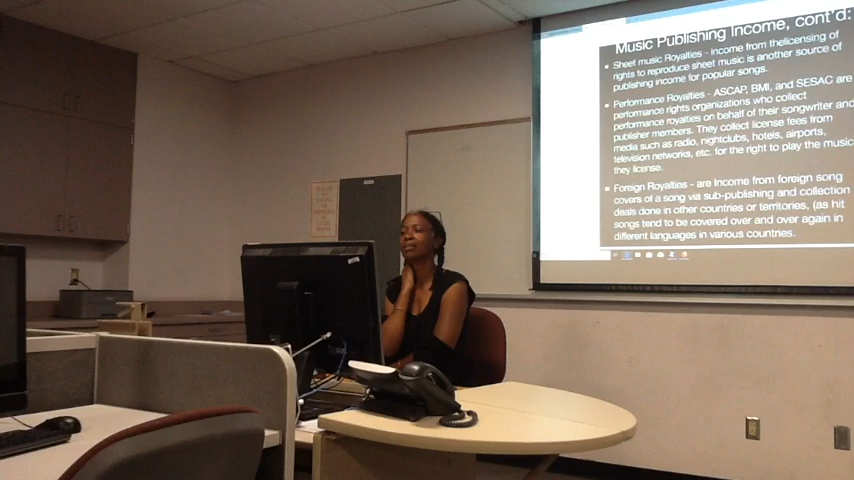 Music Publishing Income, cont'd:
Sheet music Royalties - income from thelicensing of
rights to reproduce sheet music is another source of
publishing income for popular songs.
Performance Royalties - ASCAP, BMI, and SESAC are
performance rights organizations who collect
performance royalties on behalf of their songwriter and
publisher members. They collect license fees from
media such as radio, nightclubs, hotels, airports,
television networks, etc. for the right to play the music
they license.
Foreign Royalties - are Income from foreign song
covers of a song via sub-publishing and collection
deals done in other countries or territories, (as hit
songs tend to be covered over and over again in
different languages in various countries.